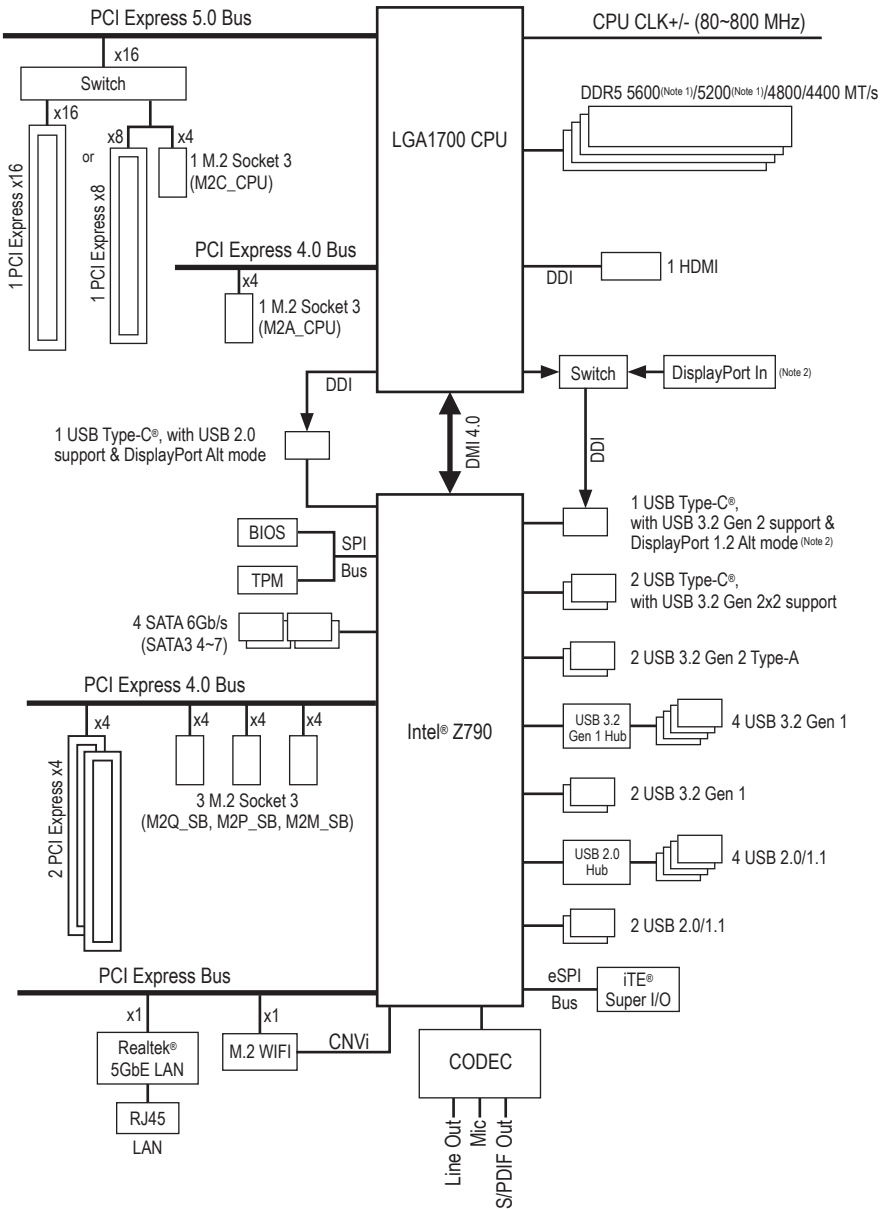 PCI Express 5.0 Bus
CPU CLK+/- (80~800 MHz)
x16
Switch
DDR5 5600(Note 1)/5200(Note 1)/4800/4400 MT/s
x16
x8
x4
or
LGA1700 CPU
1 M.2 Socket 3
(M2C_CPU)
1 PCI Express x16
1 PCI Express x8
PCI Express 4.0 Bus
DDI
1 HDMI
x4
1 M.2 Socket 3
(M2A_CPU)
Switch
DisplayPort In (Note 2)
DDI
DMI 4.0
DDI
1 USB Type-C®, with USB 2.0
support & DisplayPort Alt mode
1 USB Type-C®,
with USB 3.2 Gen 2 support &
DisplayPort 1.2 Alt mode (Note 2)
BIOS
SPI
Bus
TPM
2 USB Type-C®,
with USB 3.2 Gen 2x2 support
4 SATA 6Gb/s
(SATA3 4~7)
2 USB 3.2 Gen 2 Type-A
PCI Express 4.0 Bus
x4
x4
x4
x4
Intel® Z790
USB 3.2
Gen 1 Hub
4 USB 3.2 Gen 1
2 PCI Express x4
3 M.2 Socket 3
(M2Q_SB, M2P_SB, M2M_SB)
2 USB 3.2 Gen 1
USB 2.0
Hub
4 USB 2.0/1.1
2 USB 2.0/1.1
PCI Express Bus
eSPI
Bus
iTE®
Super I/O
x1
x1
Realtek®
5GbE LAN
M.2 WIFI
CNVi
CODEC
RJ45
LAN
Line Out
Mic
S/PDIF Out